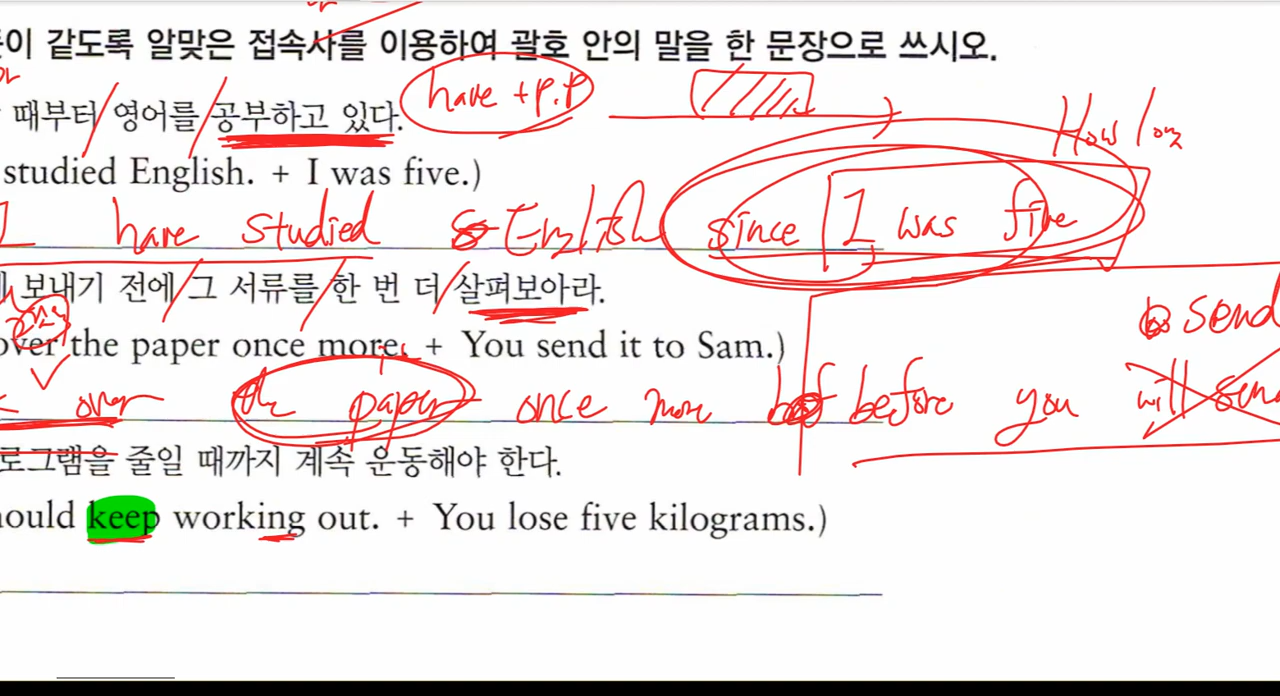 이 같도록 알맞은 접속사를 이용하여 괄호 안의 말을 한 문장으로 쓰시오.
때부터 영어를 공부하고 있다. have + p.p
How long
studied English. + I was five.)
I have studied English since I was five
보내기 전에 그 서류를 한 번 더 살펴보아라.
send
over the paper once more. + You send it to Sam.)
over the paper once more before you will send
로그램을 줄일 때까지 계속 운동해야 한다.
ould keep working out. + You lose five kilograms.)